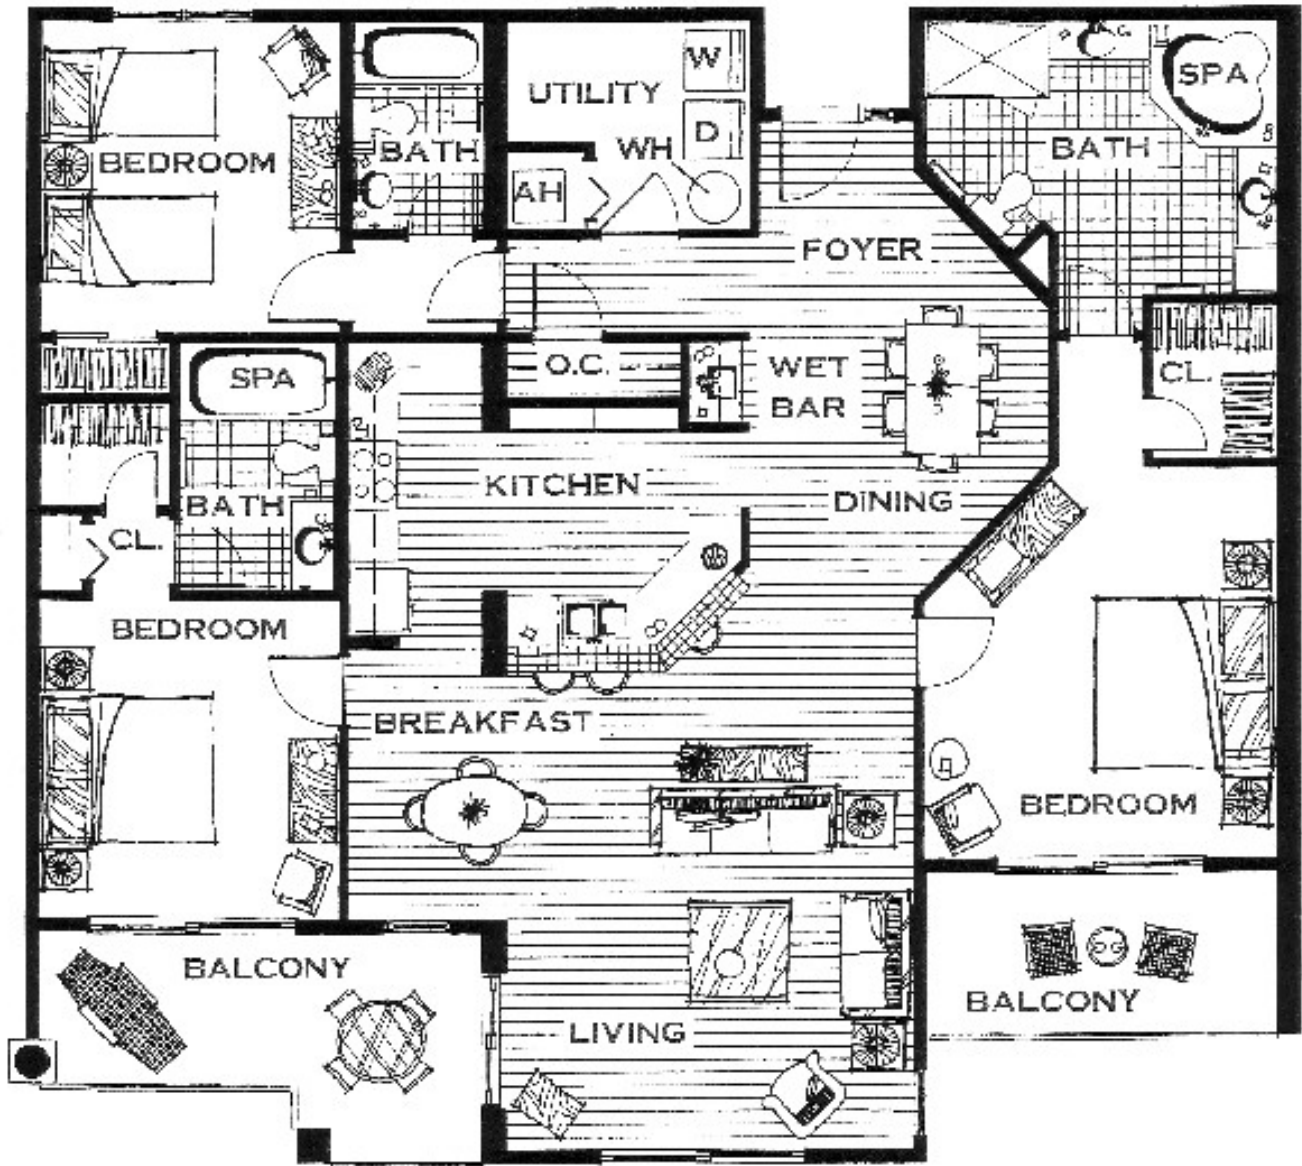 W
SPA
UTILITY
D
BEDROOM
BATH
WH
BATH
AH
FOYER
O.C.
WET
BAR
SPA
CL.
KITCHEN
DINING
BATH
CL.
BEDROOM
BREAKFAST
BEDROOM
BALCONY
BALCONY
LIVING